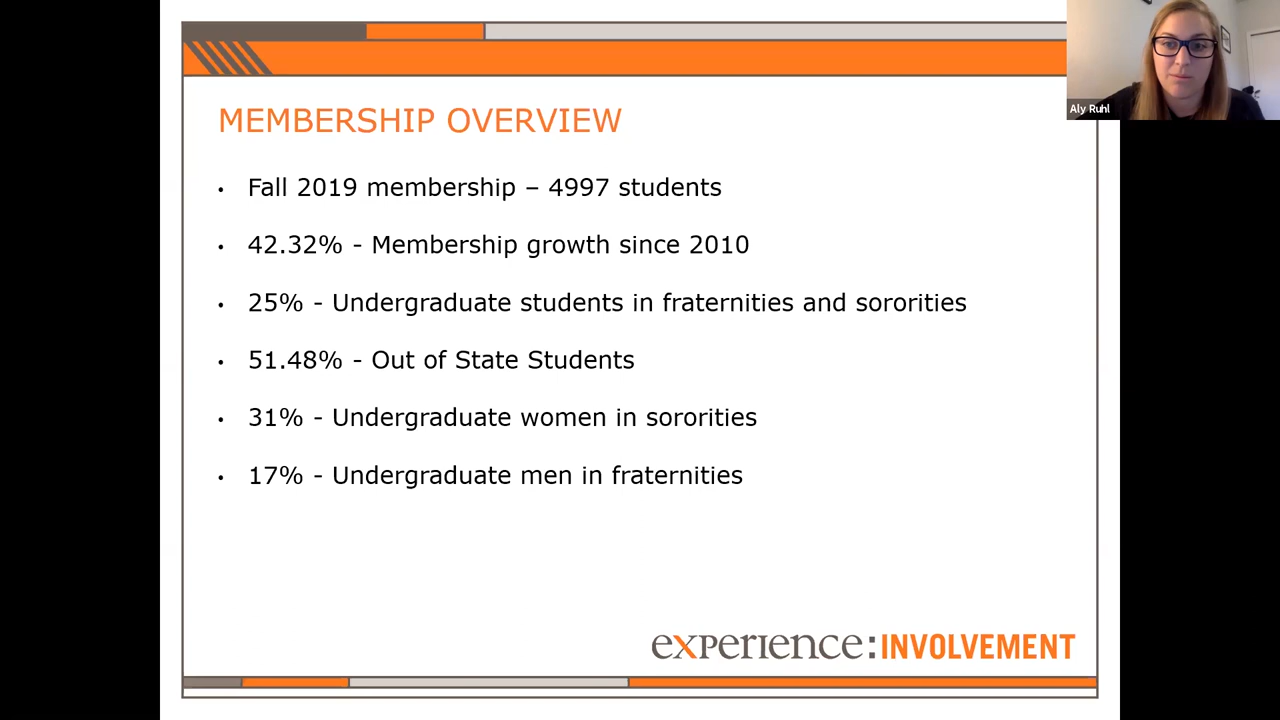 Aly Ruhl
MEMBERSHIP OVERVIEW
• Fall 2019 membership – 4997 students
• 42.32% - Membership growth since 2010
• 25% - Undergraduate students in fraternities and sororities
• 51.48% - Out of State Students
• 31% - Undergraduate women in sororities
• 17% - Undergraduate men in fraternities
experience:INVOLVEMENT